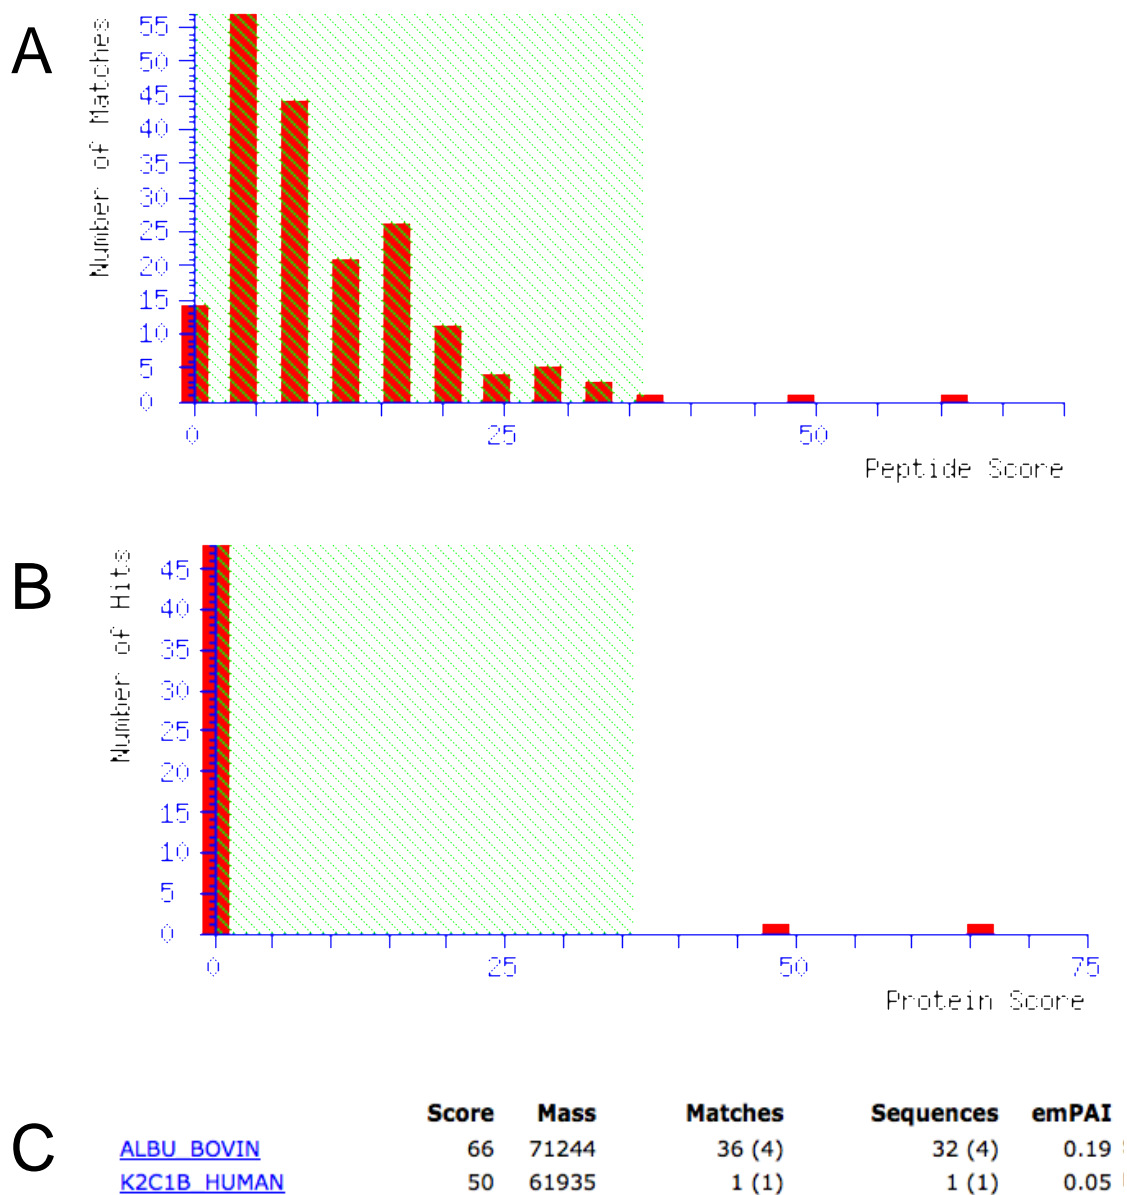 A
Number of Matches
55
50
45
40
35
30
25
20
15
10
5
0
0 25 50
Peptide Score
B
Number of Hits
45
40
35
30
25
20
15
10
5
0
0 25 50 75
Protein Score
C
Score Mass Matches Sequences emPAI
ALBU_BOVIN 66 71244 36 (4) 32 (4) 0.19
K2C1B_HUMAN 50 61935 1 (1) 1 (1) 0.05